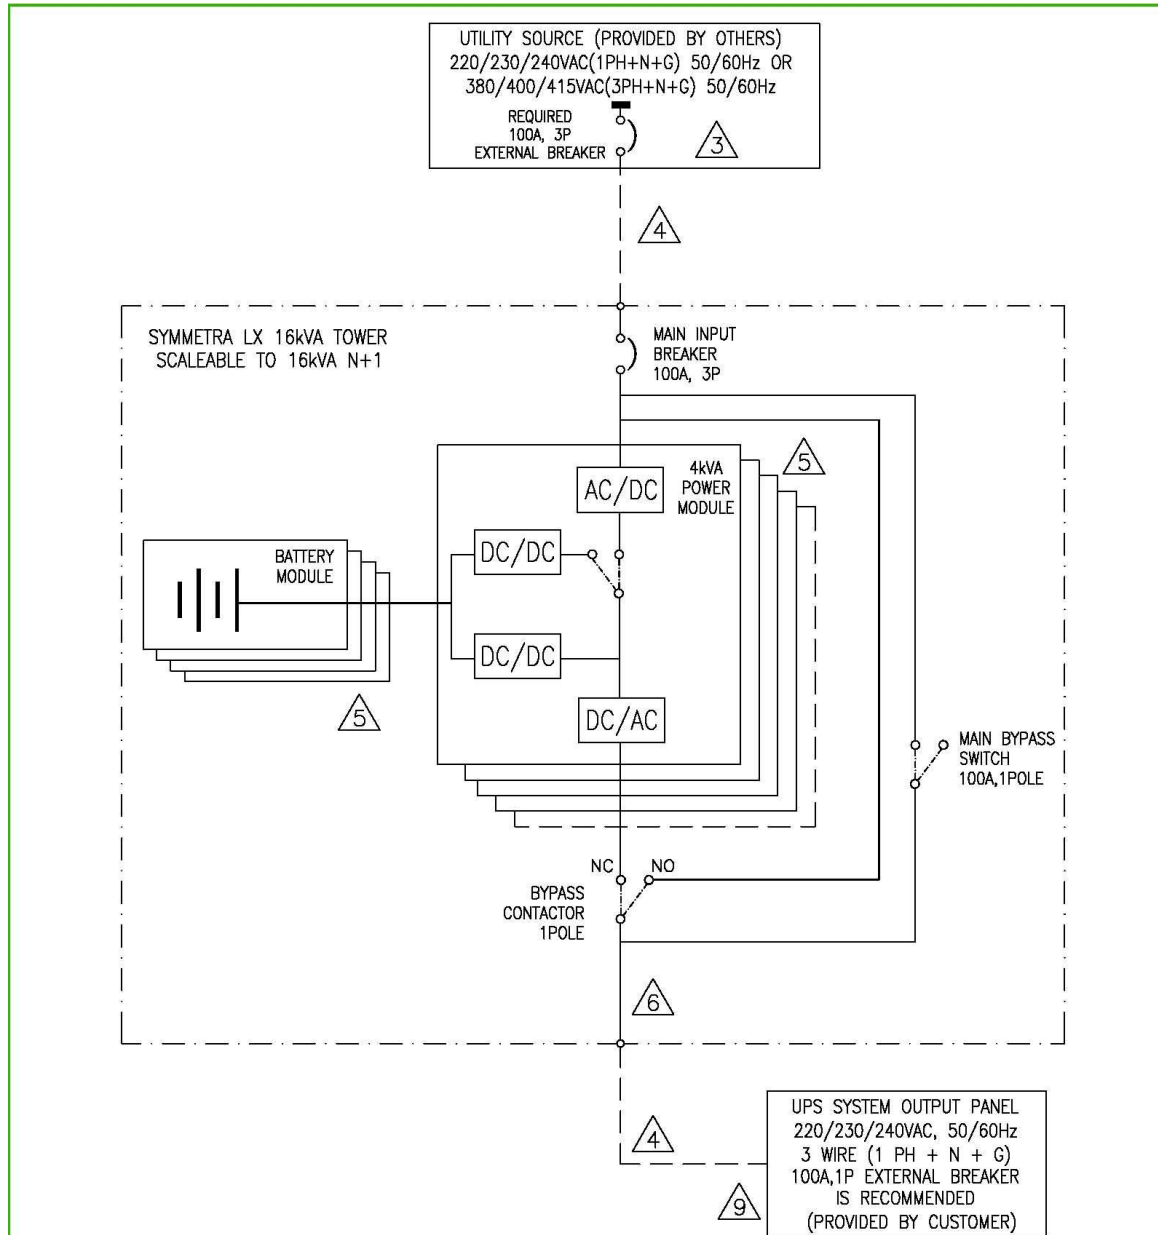 UTILITY SOURCE (PROVIDED BY OTHERS)
220/230/240VAC(1PH+N+G) 50/60Hz OR
380/400/415VAC(3PH+N+G) 50/60Hz
REQUIRED
100A, 3P
EXTERNAL BREAKER
3
4
SYMMETRA LX 16kVA TOWER
SCALEABLE TO 16kVA N+1
MAIN INPUT
BREAKER
100A, 3P
5
4kVA
POWER
MODULE
AC/DC
DC/DC
BATTERY
MODULE
DC/DC
5
DC/AC
MAIN BYPASS
SWITCH
100A,1POLE
NC
NO
BYPASS
CONTACTOR
1POLE
6
4
9
UPS SYSTEM OUTPUT PANEL
220/230/240VAC, 50/60Hz
3 WIRE (1 PH + N + G)
100A,1P EXTERNAL BREAKER
IS RECOMMENDED
(PROVIDED BY CUSTOMER)